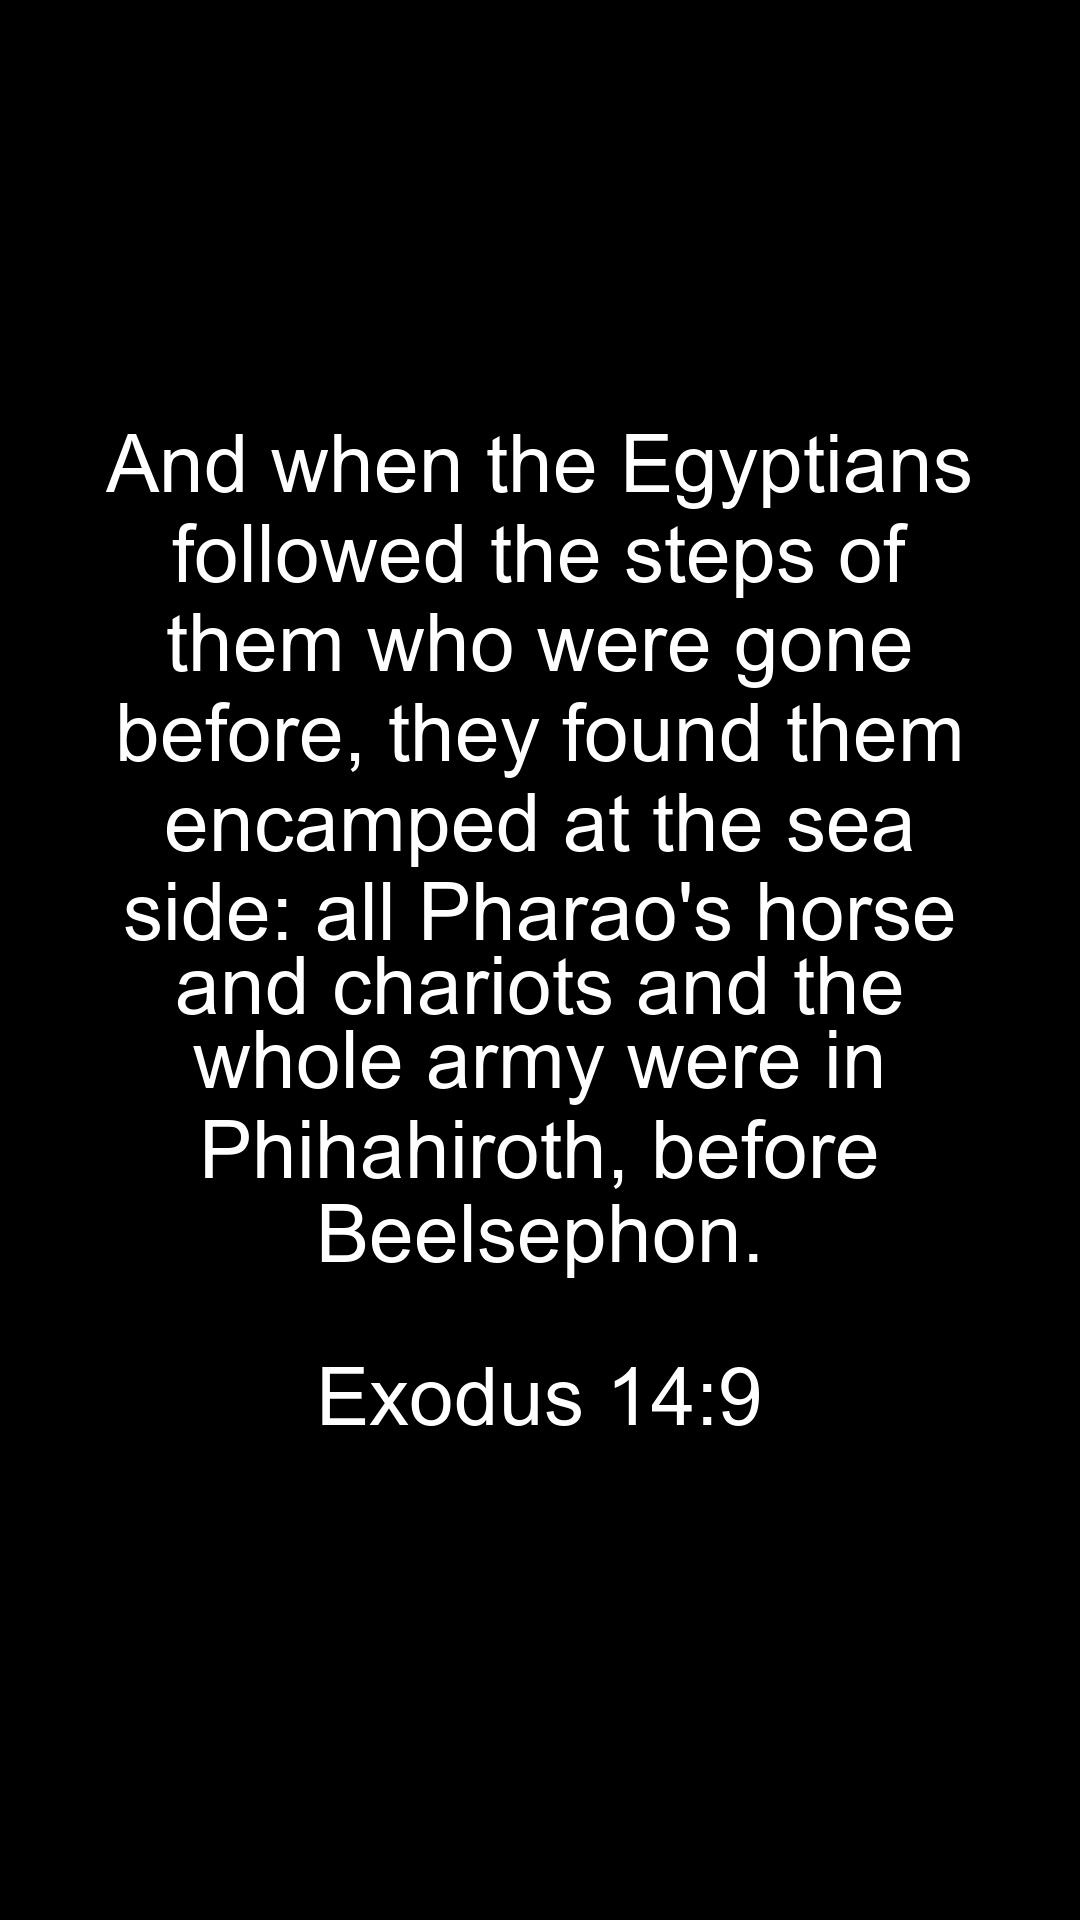 And when the Egyptians
followed the steps of
them who were gone
before, they found them
encamped at the sea
side: all Pharao's horse
and chariots and the
whole army were in
Phihahiroth, before
Beelsephon.
Exodus 14:9